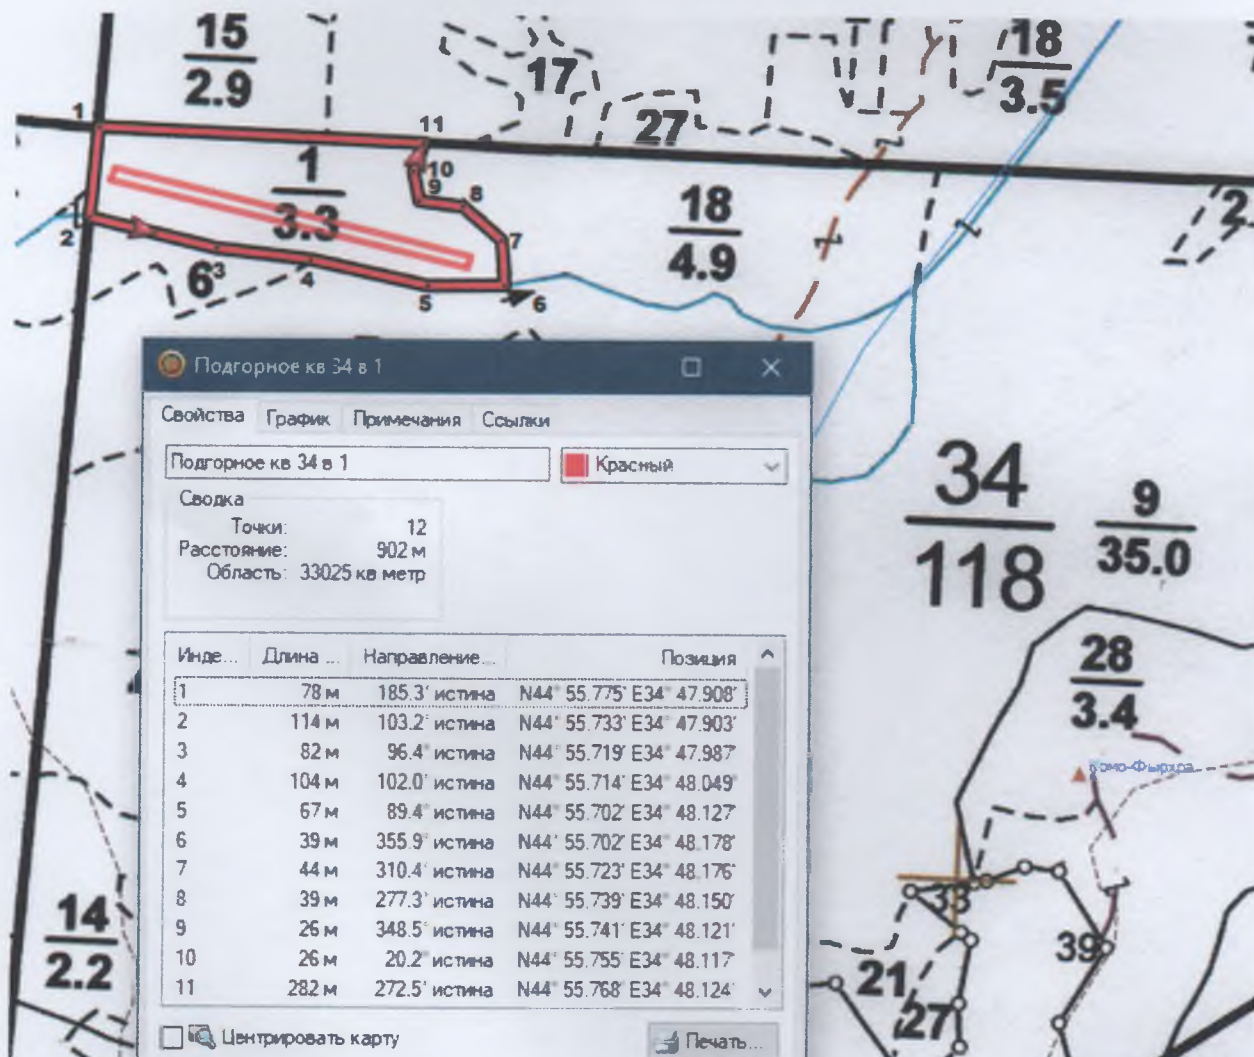 15
2.9
17
18
3.5
27
1
11
1
3.3
10
9
8
7
2
6
3
4
5
6
18
4.9
2.
Подгорное кв 34 в 1
Свойства График Примечания Ссылки
Подгорное кв 34 в 1 Красный
Сводка
Точки: 12
Расстояние: 902 м
Область: 33025 кв метр
Инде... Длина ... Направление... Позиция
1 78 м 185.3° истина N44° 55.775' E34° 47.908'
2 114 м 103.2° истина N44° 55.733' E34° 47.903'
3 82 м 96.4° истина N44° 55.719' E34° 47.987'
4 104 м 102.0° истина N44° 55.714' E34° 48.049'
5 67 м 89.4° истина N44° 55.702' E34° 48.127'
6 39 м 355.9° истина N44° 55.702' E34° 48.178'
7 44 м 310.4° истина N44° 55.723' E34° 48.176'
8 39 м 277.3° истина N44° 55.739' E34° 48.150'
9 26 м 348.5° истина N44° 55.741' E34° 48.121'
10 26 м 20.2° истина N44° 55.755' E34° 48.117'
11 282 м 272.5° истина N44° 55.768' E34° 48.124'
Центрировать карту Печать...
34
118
9
35.0
28
3.4
14
2.2
33
39
21
27